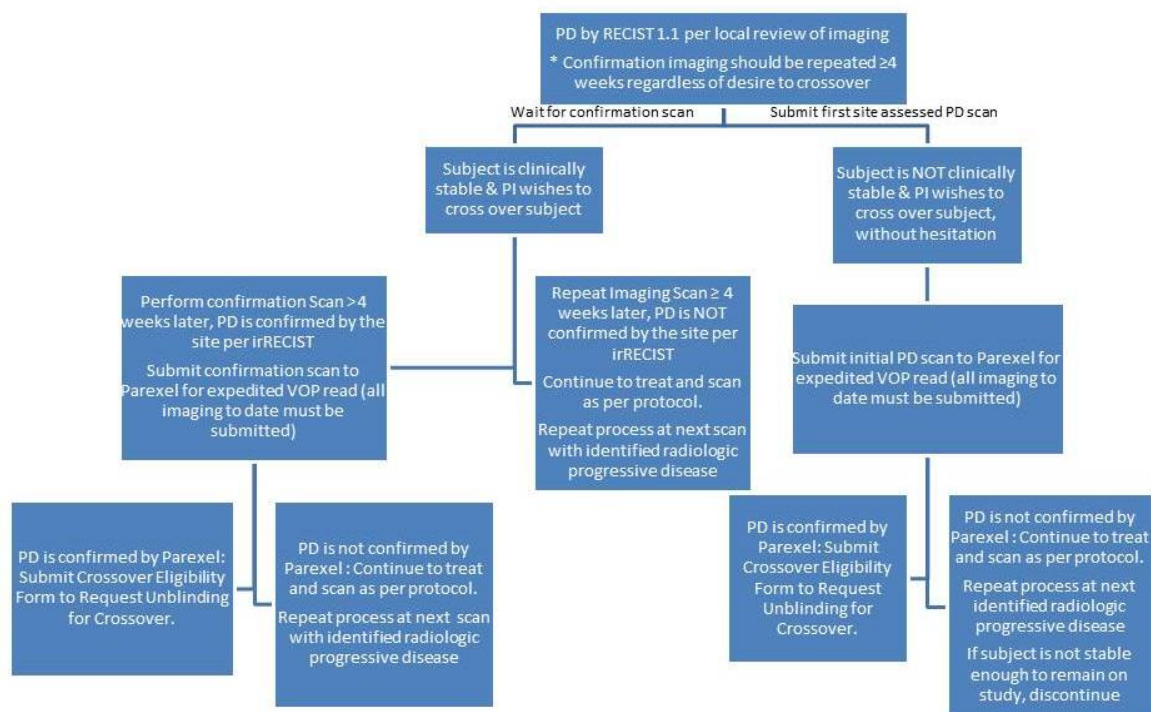 PD by RECIST 1.1 per local review of imaging
* Confirmation imaging should be repeated ≥4
weeks regardless of desire to crossover
Wait for confirmation scan
Submit first site assessed PD scan
Subject is clinically
stable & PI wishes to
cross over subject
Subject is NOT clinically
stable & PI wishes to
cross over subject,
without hesitation
Perform confirmation Scan >4
weeks later, PD is confirmed by the
site per irRECIST
Submit confirmation scan to
Parexel for expedited VOP read (all
imaging to date must be
submitted)
Repeat Imaging Scan ≥ 4
weeks later, PD is NOT
confirmed by the site per
irRECIST
Continue to treat and scan
as per protocol.
Repeat process at next scan
with identified radiologic
progressive disease
Submit initial PD scan to Parexel for
expedited VOP read (all imaging to
date must be submitted)
PD is confirmed by Parexel:
Submit Crossover Eligibility
Form to Request Unblinding
for Crossover.
PD is not confirmed by
Parexel : Continue to treat
and scan as per protocol.
Repeat process at next scan
with identified radiologic
progressive disease
PD is confirmed by
Parexel: Submit
Crossover Eligibility
Form to Request
Unblinding for
Crossover.
PD is not confirmed by
Parexel : Continue to treat
and scan as per protocol.
Repeat process at next
identified radiologic
progressive disease
If subject is not stable
enough to remain on
study, discontinue